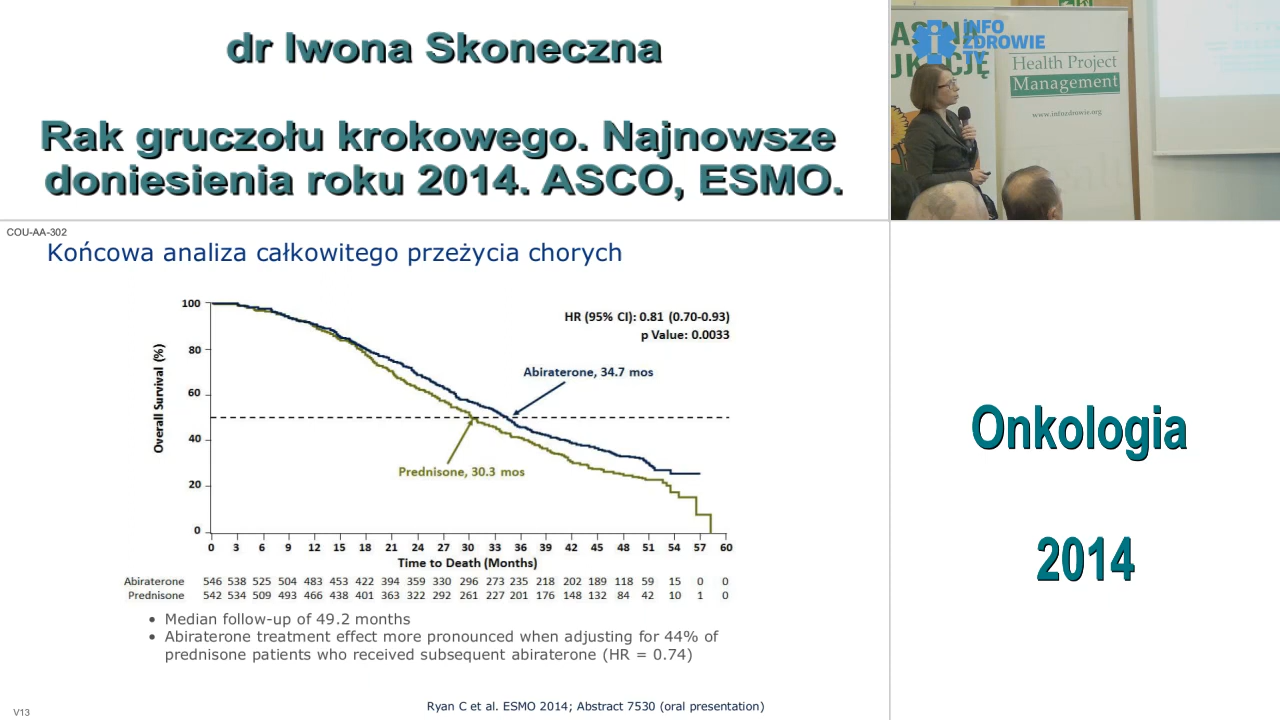 dr Iwona Skoneczna
Rak gruczołu krokowego. Najnowsze
doniesienia roku 2014. ASCO, ESMO.
INFO
ZDROWIE
TV
Health Project
Management
www.infozdrowie.org
COU-AA-302
Końcowa analiza całkowitego przeżycia chorych
HR (95% CI): 0.81 (0.70-0.93)
p Value: 0.0033
Abiraterone, 34.7 mos
Prednisone, 30.3 mos
Overall Survival (%)
100
80
60
40
20
0
0 3 6 9 12 15 18 21 24 27 30 33 36 39 42 45 48 51 54 57 60
Time to Death (Months)
Abiraterone 546 538 525 504 483 453 422 394 359 330 296 273 235 218 202 189 118 59 15 0 0
Prednisone 542 534 509 493 466 438 401 363 322 292 261 227 201 176 148 132 84 42 10 1 0
• Median follow-up of 49.2 months
• Abiraterone treatment effect more pronounced when adjusting for 44% of
prednisone patients who received subsequent abiraterone (HR = 0.74)
Ryan C et al. ESMO 2014; Abstract 7530 (oral presentation)
V13
Onkologia
2014